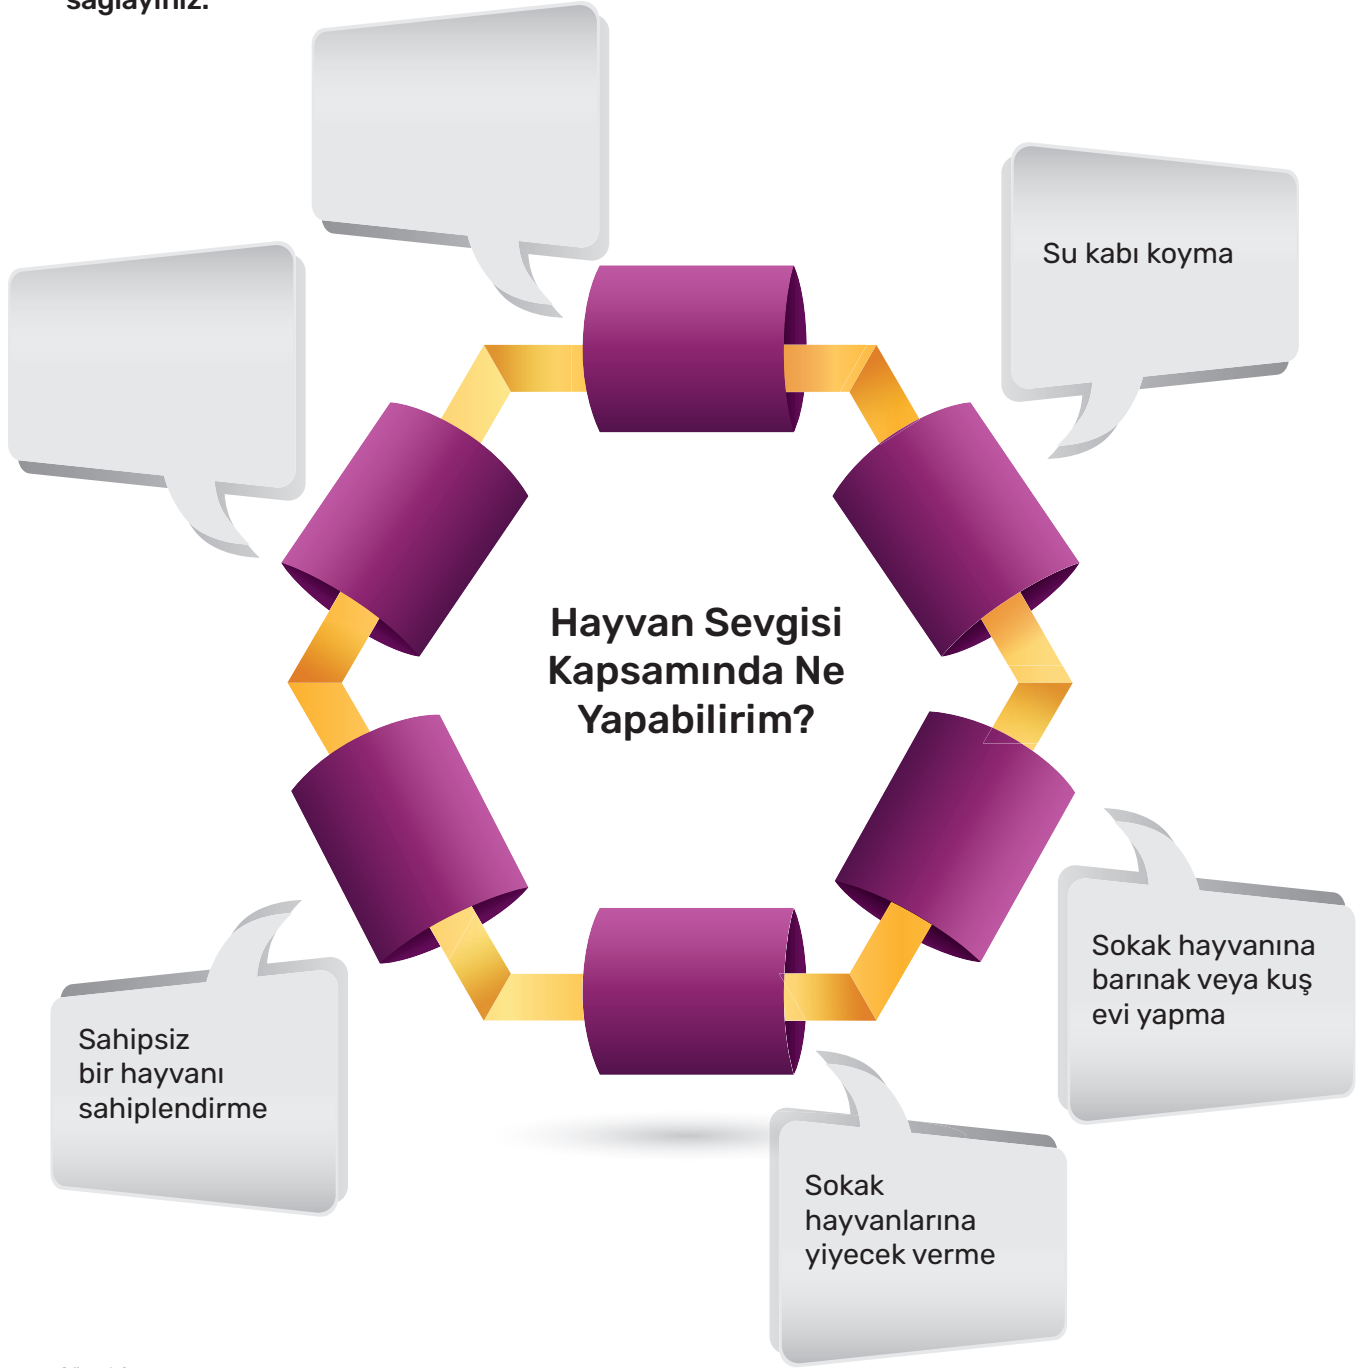 sağlayınız.
Su kabı koyma
Hayvan Sevgisi
Kapsamında Ne
Yapabilirim?
Sokak hayvanına
barınak veya kuş
evi yapma
Sahipsiz
bir hayvanı
sahiplendirme
Sokak
hayvanlarına
yiyecek verme